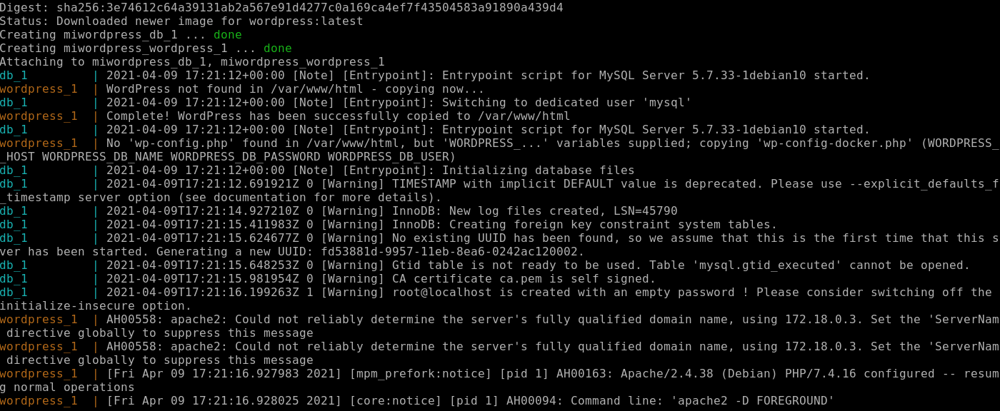 Digest: sha256:3e74612c64a39131ab2a567e91d4277c0a169ca4ef7f43504583a91890a439d4
Status: Downloaded newer image for wordpress:latest
Creating miwordpress_db_1 ... done
Creating miwordpress_wordpress_1 ... done
Attaching to miwordpress_db_1, miwordpress_wordpress_1
db_1         | 2021-04-09 17:21:12+00:00 [Note] [Entrypoint]: Entrypoint script for MySQL Server 5.7.33-1debian10 started.
wordpress_1  | WordPress not found in /var/www/html - copying now...
db_1         | 2021-04-09 17:21:12+00:00 [Note] [Entrypoint]: Switching to dedicated user 'mysql'
wordpress_1  | Complete! WordPress has been successfully copied to /var/www/html
db_1         | 2021-04-09 17:21:12+00:00 [Note] [Entrypoint]: Entrypoint script for MySQL Server 5.7.33-1debian10 started.
wordpress_1  | No 'wp-config.php' found in /var/www/html, but 'WORDPRESS_...' variables supplied; copying 'wp-config-docker.php' (WORDPRESS_
_HOST WORDPRESS_DB_NAME WORDPRESS_DB_PASSWORD WORDPRESS_DB_USER)
db_1         | 2021-04-09 17:21:12+00:00 [Note] [Entrypoint]: Initializing database files
db_1         | 2021-04-09T17:21:12.691921Z 0 [Warning] TIMESTAMP with implicit DEFAULT value is deprecated. Please use --explicit_defaults_f
_timestamp server option (see documentation for more details).
db_1         | 2021-04-09T17:21:14.927210Z 0 [Warning] InnoDB: New log files created, LSN=45790
db_1         | 2021-04-09T17:21:15.411983Z 0 [Warning] InnoDB: Creating foreign key constraint system tables.
db_1         | 2021-04-09T17:21:15.624677Z 0 [Warning] No existing UUID has been found, so we assume that this is the first time that this s
ver has been started. Generating a new UUID: fd53881d-9957-11eb-8ea6-0242ac120002.
db_1         | 2021-04-09T17:21:15.648253Z 0 [Warning] Gtid table is not ready to be used. Table 'mysql.gtid_executed' cannot be opened.
db_1         | 2021-04-09T17:21:15.981954Z 0 [Warning] CA certificate ca.pem is self signed.
db_1         | 2021-04-09T17:21:16.199263Z 1 [Warning] root@localhost is created with an empty password ! Please consider switching off the
initialize-insecure option.
wordpress_1  | AH00558: apache2: Could not reliably determine the server's fully qualified domain name, using 172.18.0.3. Set the 'ServerNam
 directive globally to suppress this message
wordpress_1  | AH00558: apache2: Could not reliably determine the server's fully qualified domain name, using 172.18.0.3. Set the 'ServerNam
 directive globally to suppress this message
wordpress_1  | [Fri Apr 09 17:21:16.927983 2021] [mpm_prefork:notice] [pid 1] AH00163: Apache/2.4.38 (Debian) PHP/7.4.16 configured -- resum
g normal operations
wordpress_1  | [Fri Apr 09 17:21:16.928025 2021] [core:notice] [pid 1] AH00094: Command line: 'apache2 -D FOREGROUND'